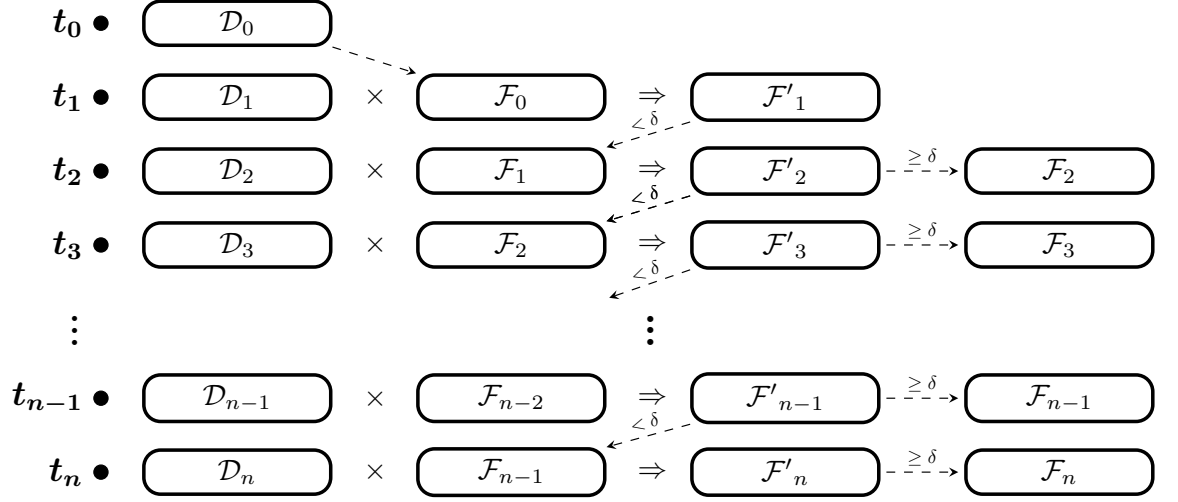 t₀ ● 𝒟₀
t₁ ● 𝒟₁ × ℱ₀ ⇒ ℱ′₁
< δ
t₂ ● 𝒟₂ × ℱ₁ ⇒ ℱ′₂ ≥ δ ℱ₂
< δ
t₃ ● 𝒟₃ × ℱ₂ ⇒ ℱ′₃ ≥ δ ℱ₃
< δ
⋮ ⋮
tₙ₋₁ ● 𝒟ₙ₋₁ × ℱₙ₋₂ ⇒ ℱ′ₙ₋₁ ≥ δ ℱₙ₋₁
< δ
tₙ ● 𝒟ₙ × ℱₙ₋₁ ⇒ ℱ′ₙ ≥ δ ℱₙ